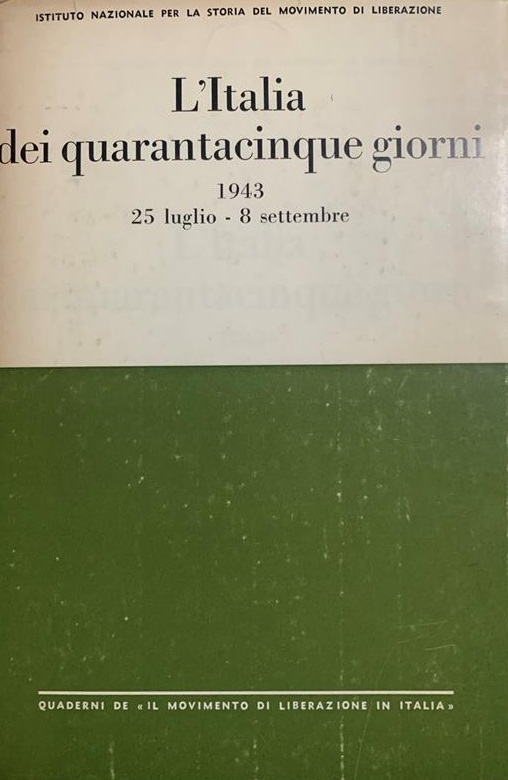 ISTITUTO NAZIONALE PER LA STORIA DEL MOVIMENTO DI LIBERAZIONE
L'Italia
dei quarantacinque giorni
1943
25 luglio - 8 settembre
QUADERNI DE « IL MOVIMENTO DI LIBERAZIONE IN ITALIA »